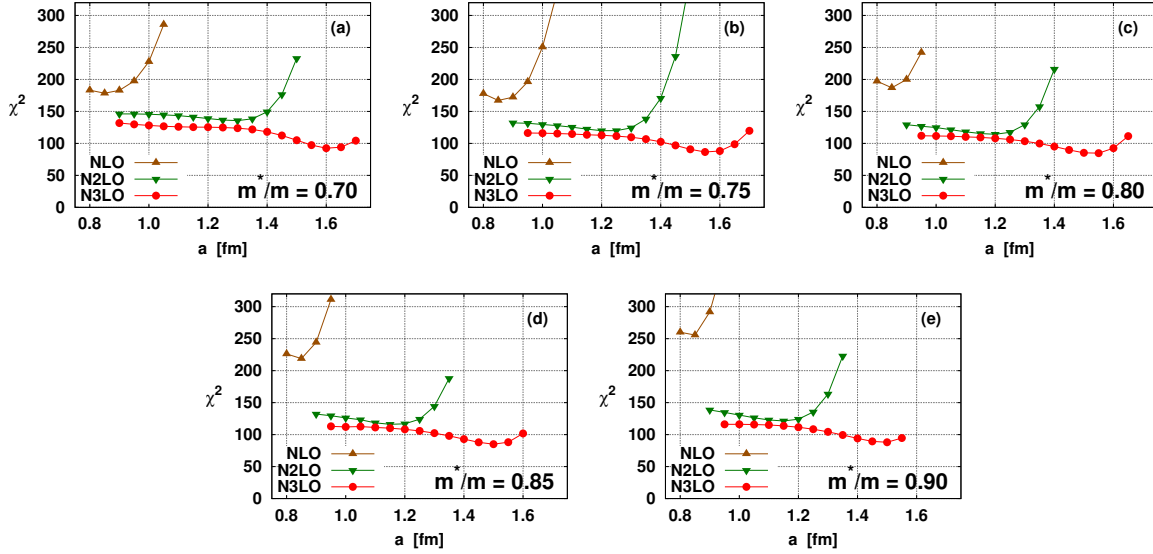 (a)
300
250
200
150
100
50
0
χ²
NLO
N2LO
N3LO
m*/m = 0.70
0.8 1.0 1.2 1.4 1.6
a [fm]
(b)
300
250
200
150
100
50
0
χ²
NLO
N2LO
N3LO
m*/m = 0.75
0.8 1.0 1.2 1.4 1.6
a [fm]
(c)
300
250
200
150
100
50
0
χ²
NLO
N2LO
N3LO
m*/m = 0.80
0.8 1.0 1.2 1.4 1.6
a [fm]
(d)
300
250
200
150
100
50
0
χ²
NLO
N2LO
N3LO
m*/m = 0.85
0.8 1.0 1.2 1.4 1.6
a [fm]
(e)
300
250
200
150
100
50
0
χ²
NLO
N2LO
N3LO
m*/m = 0.90
0.8 1.0 1.2 1.4 1.6
a [fm]